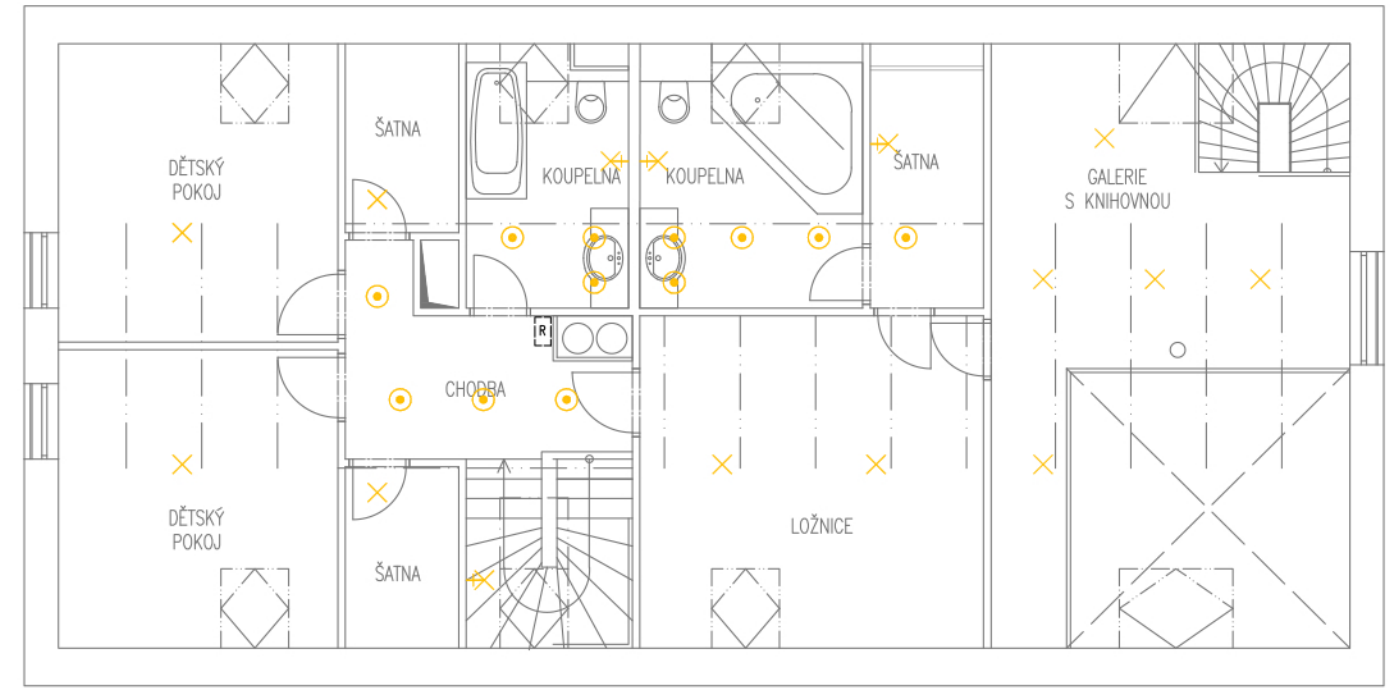 ŠATNA
DĚTSKÝ
POKOJ
KOUPELNA
KOUPELNA
ŠATNA
GALERIE
S KNIHOVNOU
R
CHODBA
DĚTSKÝ
POKOJ
LOŽNICE
ŠATNA